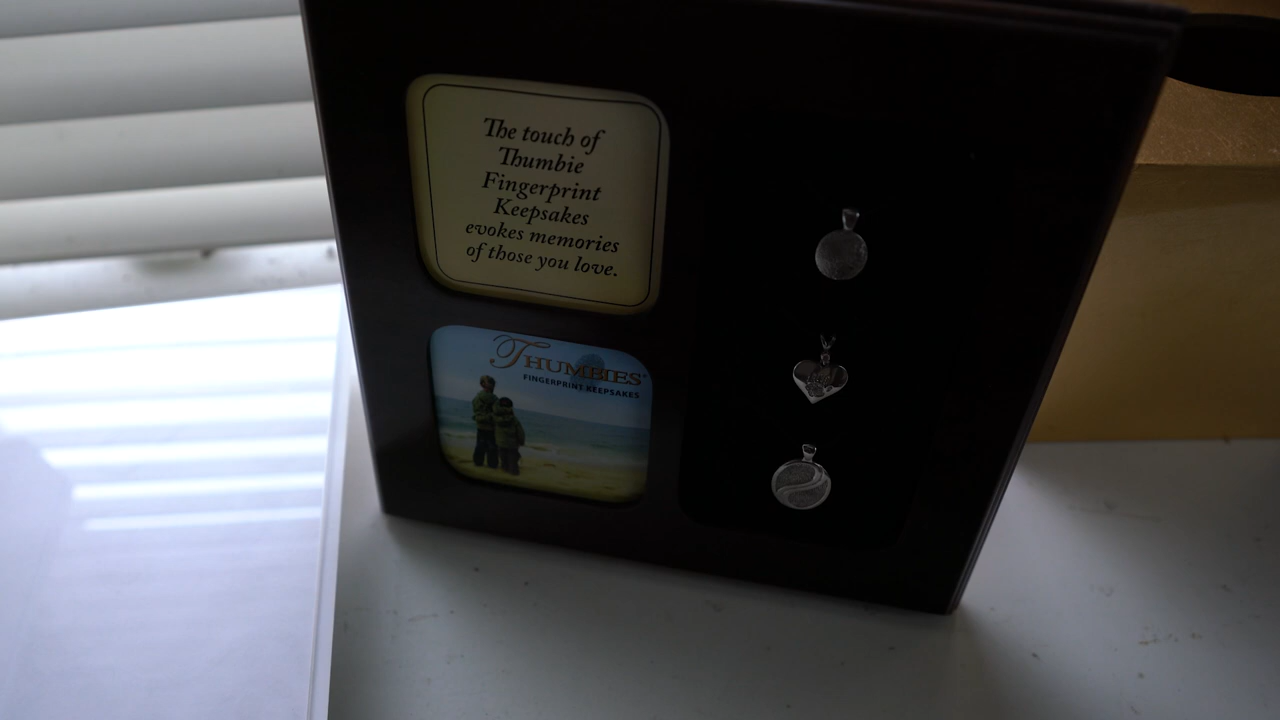 The touch of
Thumbie
Fingerprint
Keepsakes
evokes memories
of those you love.
THUMBIES®
FINGERPRINT KEEPSAKES